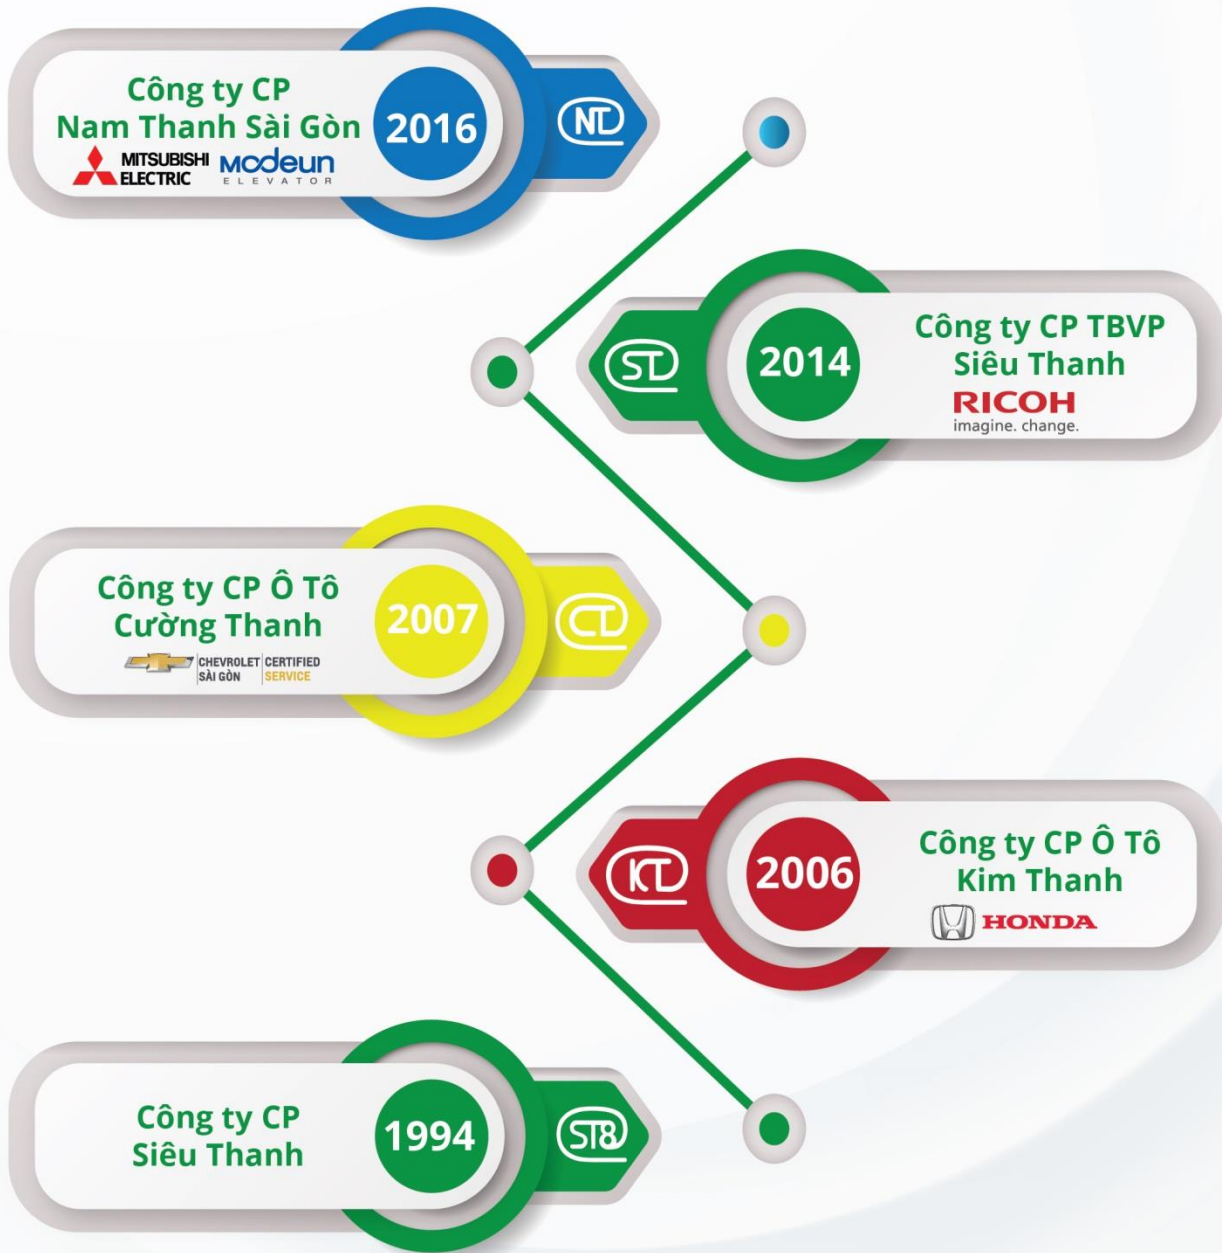 Công ty CP
Nam Thanh Sài Gòn
MITSUBISHI
ELECTRIC
MODEUN
ELEVATOR
2016
NT
ST
2014
Công ty CP TBVP
Siêu Thanh
RICOH
imagine. change.
Công ty CP Ô Tô
Cường Thanh
CHEVROLET
SÀI GÒN
CERTIFIED
SERVICE
2007
CT
KT
2006
Công ty CP Ô Tô
Kim Thanh
HONDA
Công ty CP
Siêu Thanh
1994
ST8